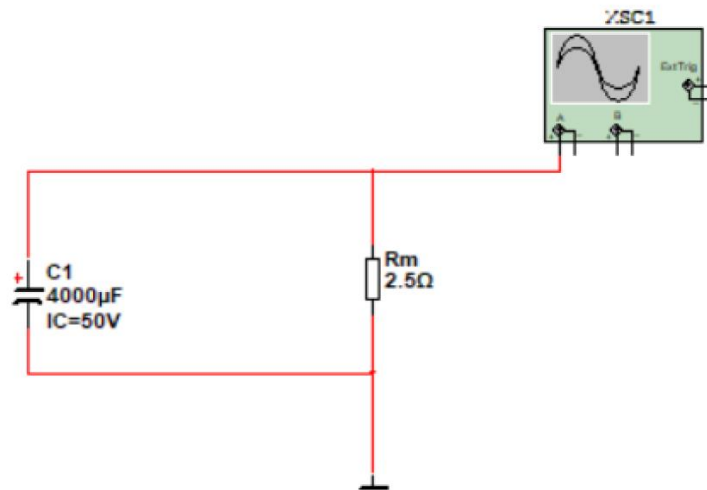 XSC1
Ext Trig
A
B
C1
4000µF
IC=50V
Rm
2.5Ω